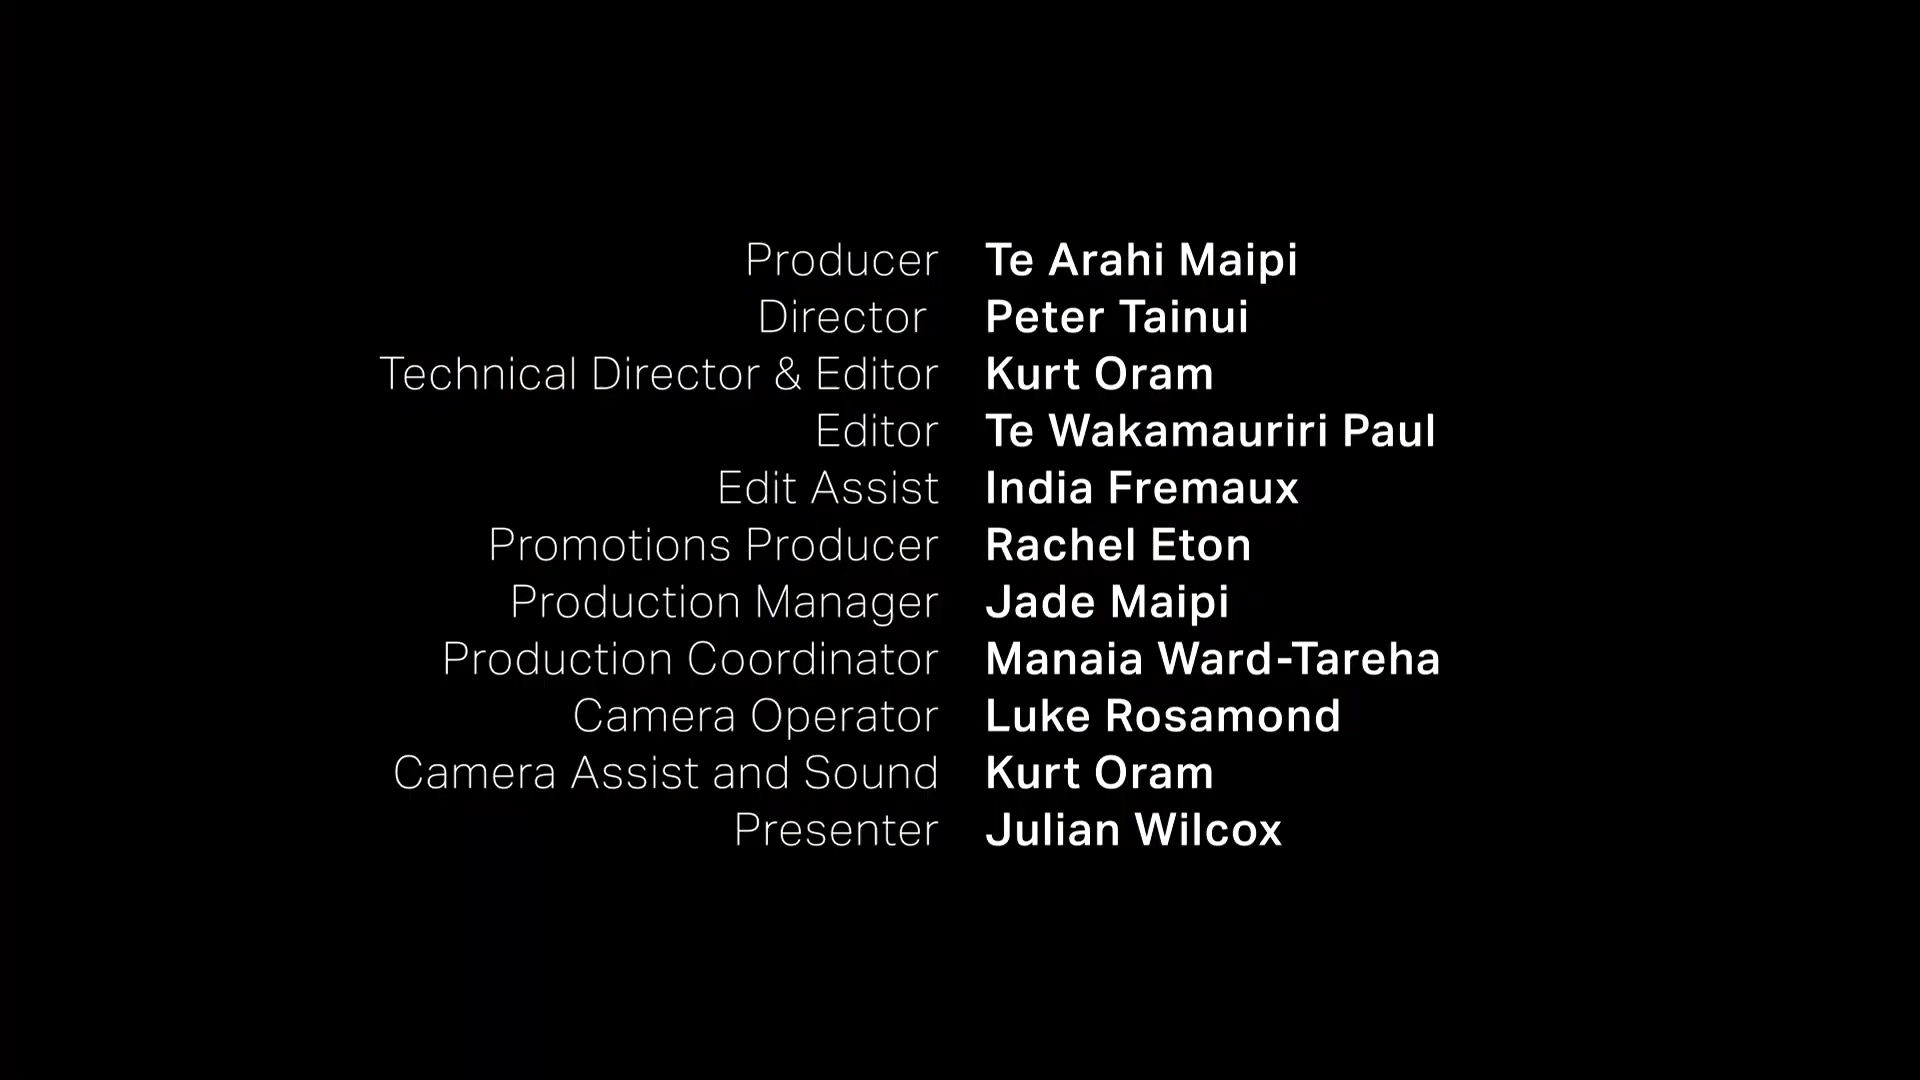 Producer Te Arahi Maipi
Director Peter Tainui
Technical Director & Editor Kurt Oram
Editor Te Wakamauriri Paul
Edit Assist India Fremaux
Promotions Producer Rachel Eton
Production Manager Jade Maipi
Production Coordinator Manaia Ward-Tareha
Camera Operator Luke Rosamond
Camera Assist and Sound Kurt Oram
Presenter Julian Wilcox